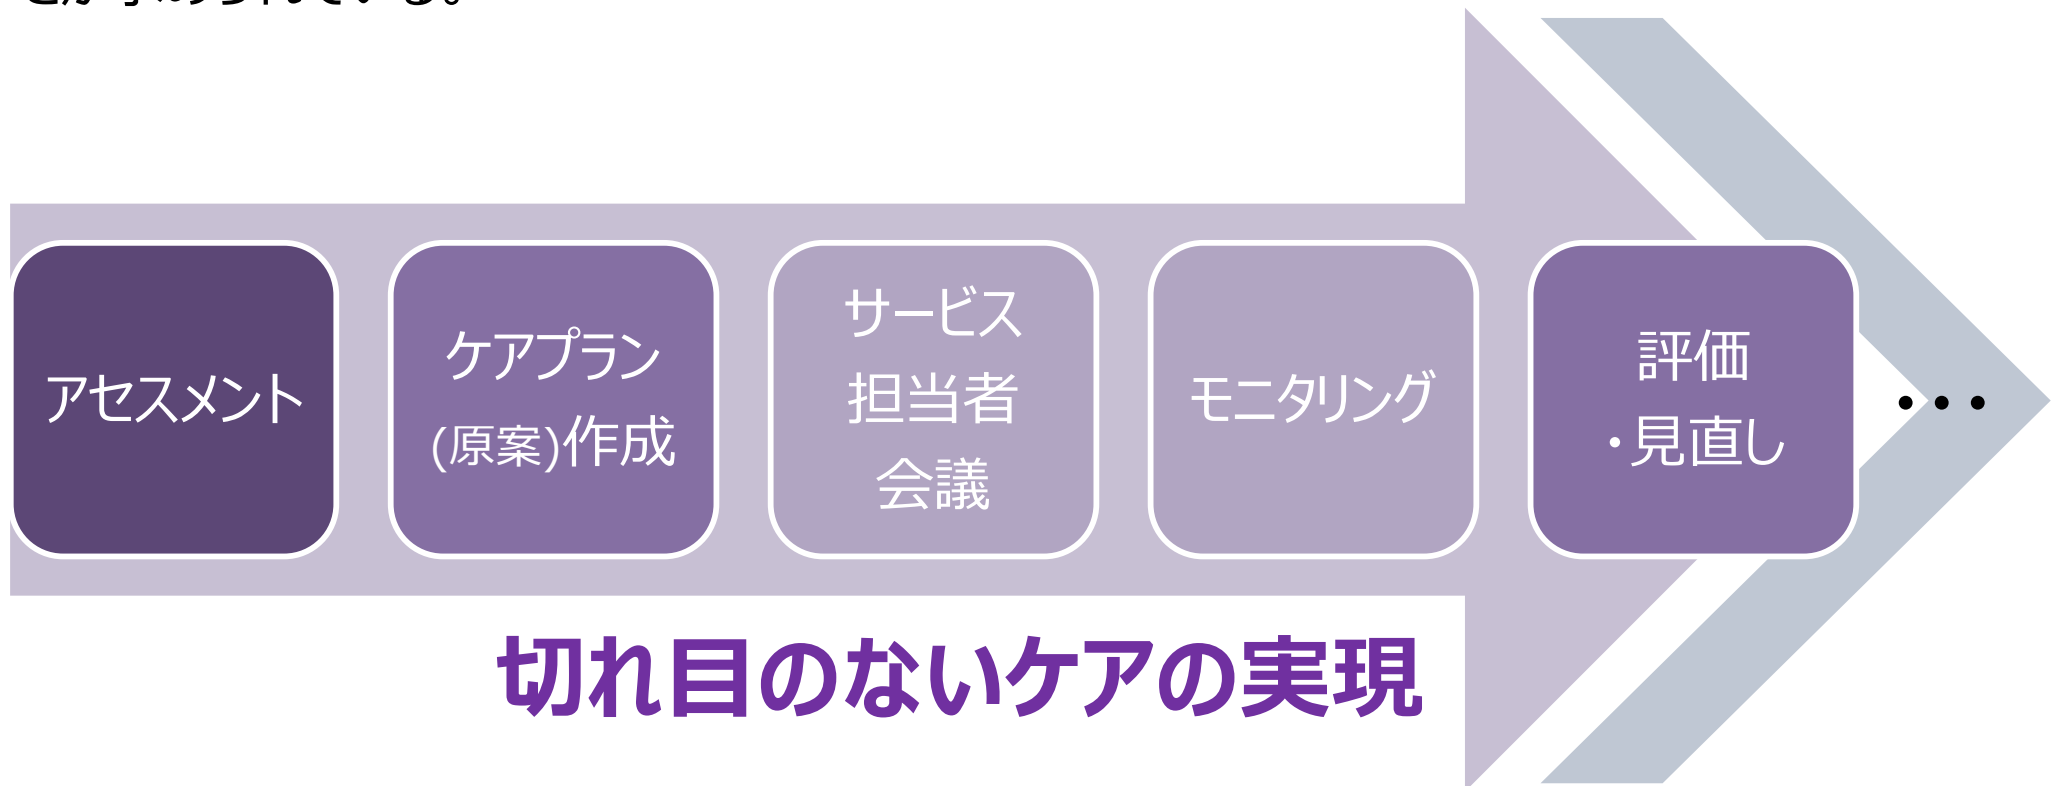 アセスメント
ケアプラン
(原案)作成
サービス
担当者
会議
モニタリング
評価
・見直し
・・・
切れ目のないケアの実現